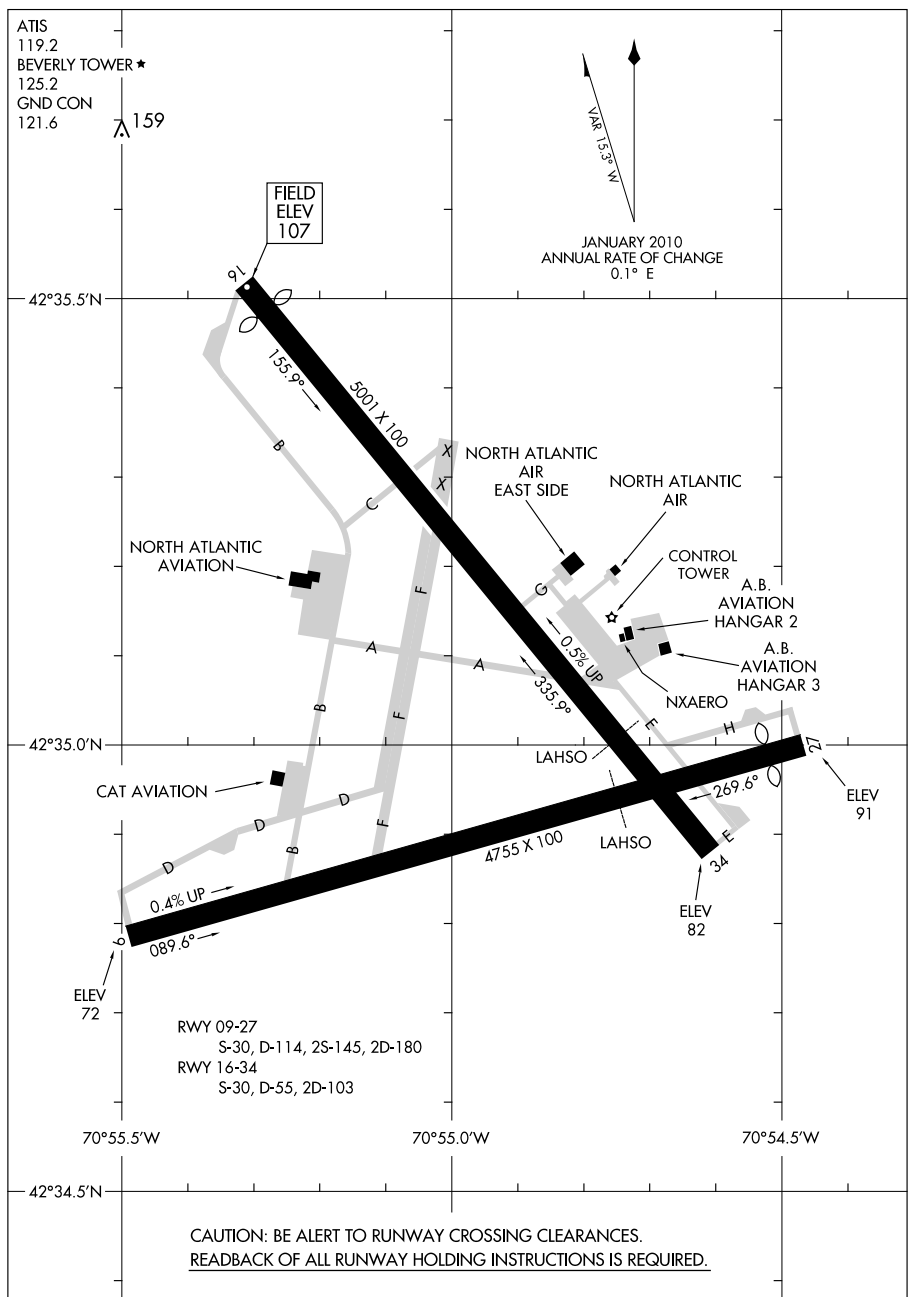 ATIS
119.2
BEVERLY TOWER ★
125.2
GND CON
121.6
159
VAR 15.3° W
JANUARY 2010
ANNUAL RATE OF CHANGE
0.1° E
FIELD
ELEV
107
16
42°35.5'N
155.9°
5001 X 100
B
C
X
X
NORTH ATLANTIC
AIR
EAST SIDE
NORTH ATLANTIC
AIR
NORTH ATLANTIC
AVIATION
CONTROL
TOWER
A.B.
AVIATION
HANGAR 2
G
F
A
A
0.5% UP
335.9°
A.B.
AVIATION
HANGAR 3
NXAERO
B
F
E
H
42°35.0'N
27
LAHSO
CAT AVIATION
269.6°
ELEV
91
D
D
D
B
F
4755 X 100
LAHSO
E
34
0.4% UP
089.6°
9
ELEV
82
ELEV
72
RWY 09-27
S-30, D-114, 2S-145, 2D-180
RWY 16-34
S-30, D-55, 2D-103
70°55.5'W
70°55.0'W
70°54.5'W
42°34.5'N
CAUTION: BE ALERT TO RUNWAY CROSSING CLEARANCES.
READBACK OF ALL RUNWAY HOLDING INSTRUCTIONS IS REQUIRED.